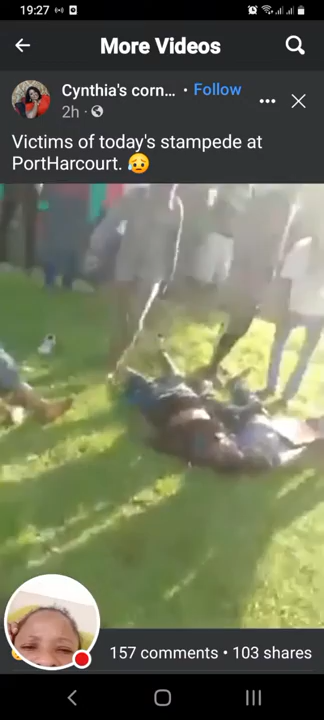 19:27
More Videos
Cynthia's corn... • Follow
2h
Victims of today's stampede at
PortHarcourt. 😥
157 comments • 103 shares